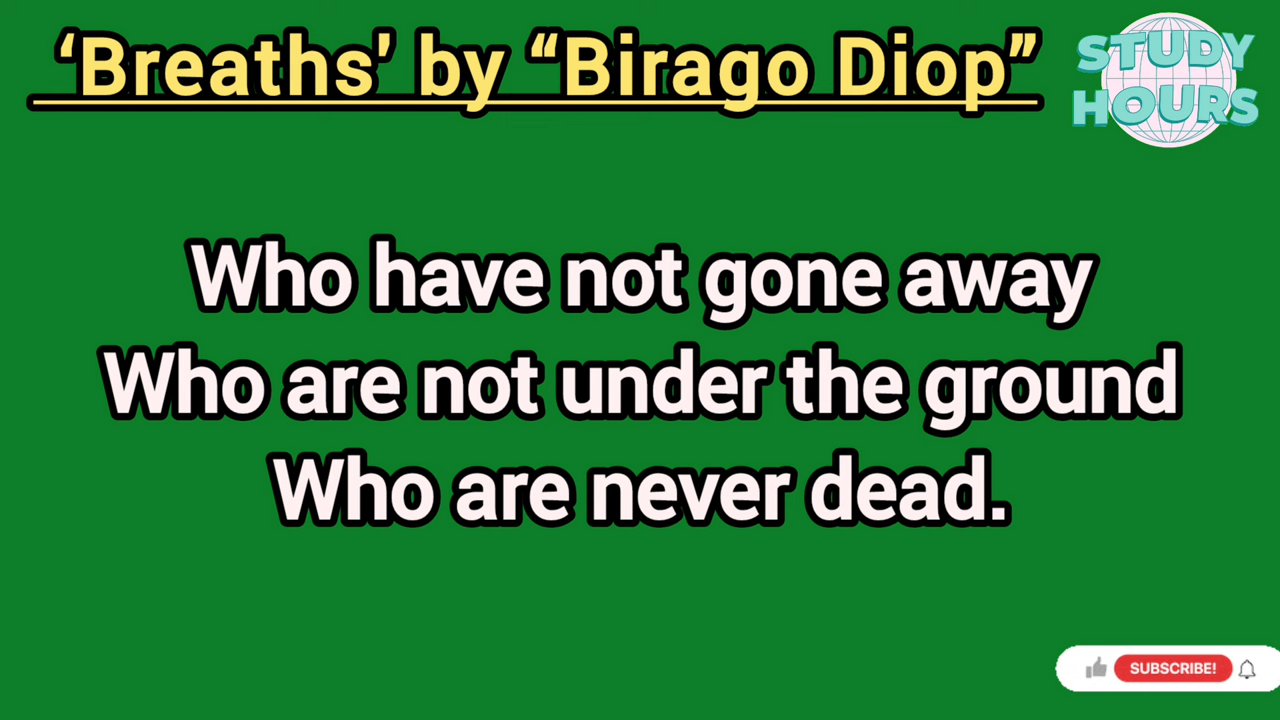 ‘Breaths’ by “Birago Diop”
STUDY
HOURS
Who have not gone away
Who are not under the ground
Who are never dead.
SUBSCRIBE!